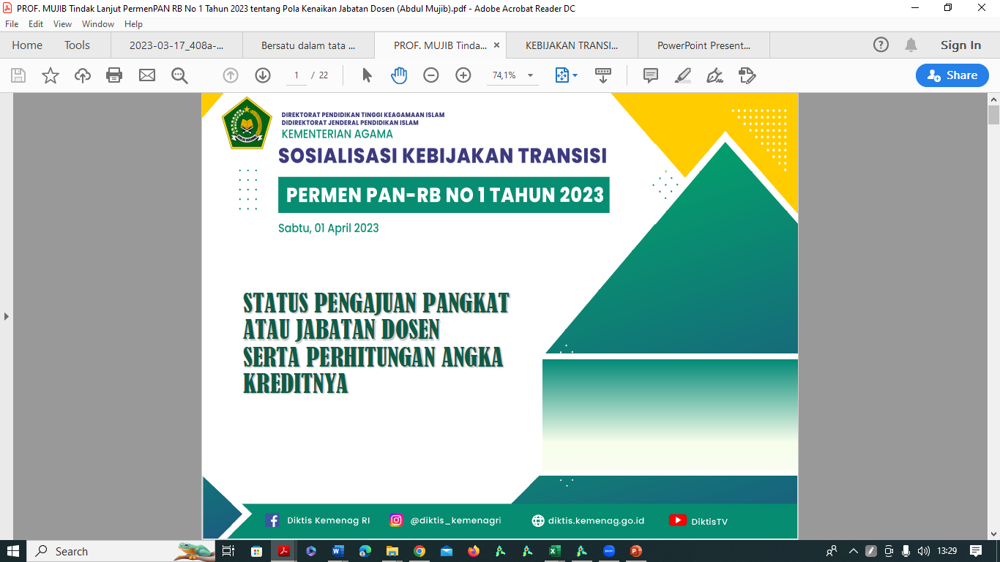 PROF. MUJIB Tindak Lanjut PermenPAN RB No 1 Tahun 2023 tentang Pola Kenaikan Jabatan Dosen (Abdul Mujib).pdf - Adobe Acrobat Reader DC
File Edit View Window Help
Home Tools 2023-03-17_408a-... Bersatu dalam tata ... PROF. MUJIB Tinda... KEBIJAKAN TRANSI... PowerPoint Present... Sign In
1 / 22 74,1% Share
DIREKTORAT PENDIDIKAN TINGGI KEAGAMAAN ISLAM
DIDIREKTORAT JENDERAL PENDIDIKAN ISLAM
KEMENTERIAN AGAMA
SOSIALISASI KEBIJAKAN TRANSISI
PERMEN PAN-RB NO 1 TAHUN 2023
Sabtu, 01 April 2023
STATUS PENGAJUAN PANGKAT
ATAU JABATAN DOSEN
SERTA PERHITUNGAN ANGKA
KREDITNYA
Diktis Kemenag RI @diktis_kemenagri diktis.kemenag.go.id DiktisTV
Search 13:29